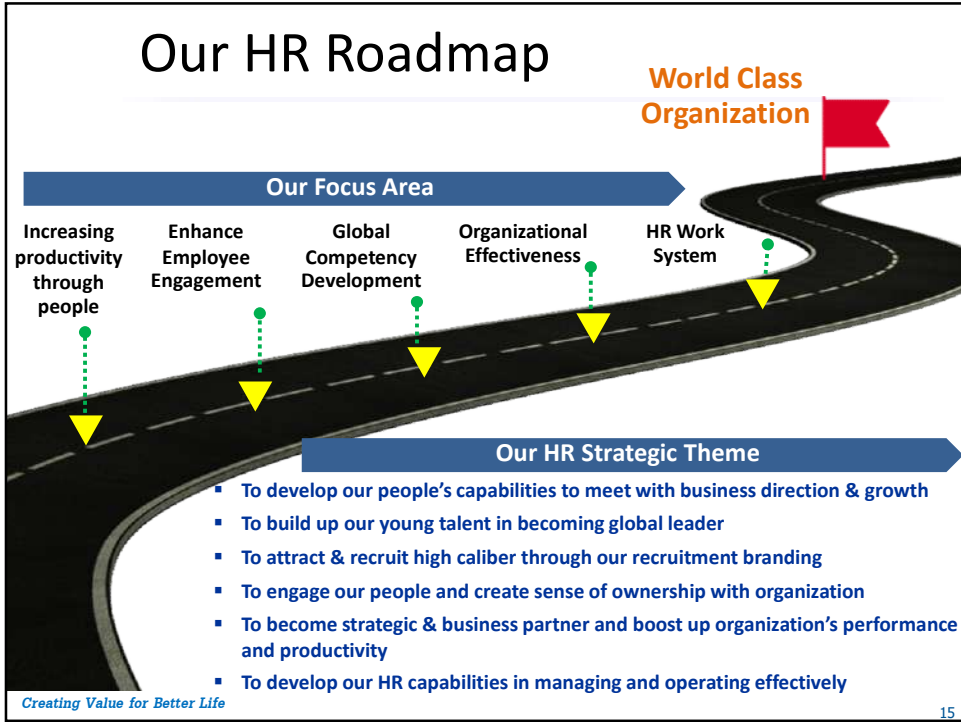 Our HR Roadmap
World Class
Organization
Our Focus Area
Increasing
productivity
through
people
Enhance
Employee
Engagement
Global
Competency
Development
Organizational
Effectiveness
HR Work
System
Our HR Strategic Theme
▪ To develop our people’s capabilities to meet with business direction & growth
▪ To build up our young talent in becoming global leader
▪ To attract & recruit high caliber through our recruitment branding
▪ To engage our people and create sense of ownership with organization
▪ To become strategic & business partner and boost up organization’s performance
and productivity
▪ To develop our HR capabilities in managing and operating effectively
Creating Value for Better Life
15